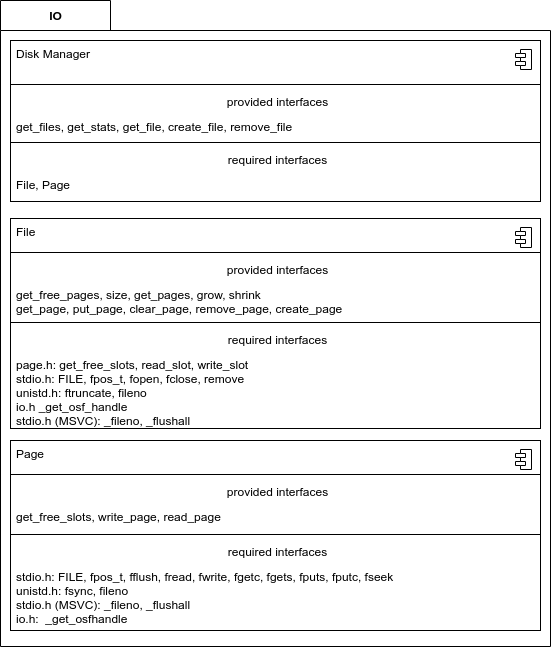 IO
Disk Manager
provided interfaces
get_files, get_stats, get_file, create_file, remove_file
required interfaces
File, Page
File
provided interfaces
get_free_pages, size, get_pages, grow, shrink
get_page, put_page, clear_page, remove_page, create_page
required interfaces
page.h: get_free_slots, read_slot, write_slot
stdio.h: FILE, fpos_t, fopen, fclose, remove
unistd.h: ftruncate, fileno
io.h _get_osf_handle
stdio.h (MSVC): _fileno, _flushall
Page
provided interfaces
get_free_slots, write_page, read_page
required interfaces
stdio.h: FILE, fpos_t, fflush, fread, fwrite, fgetc, fgets, fputs, fputc, fseek
unistd.h: fsync, fileno
stdio.h (MSVC): _fileno, _flushall
io.h:  _get_osfhandle